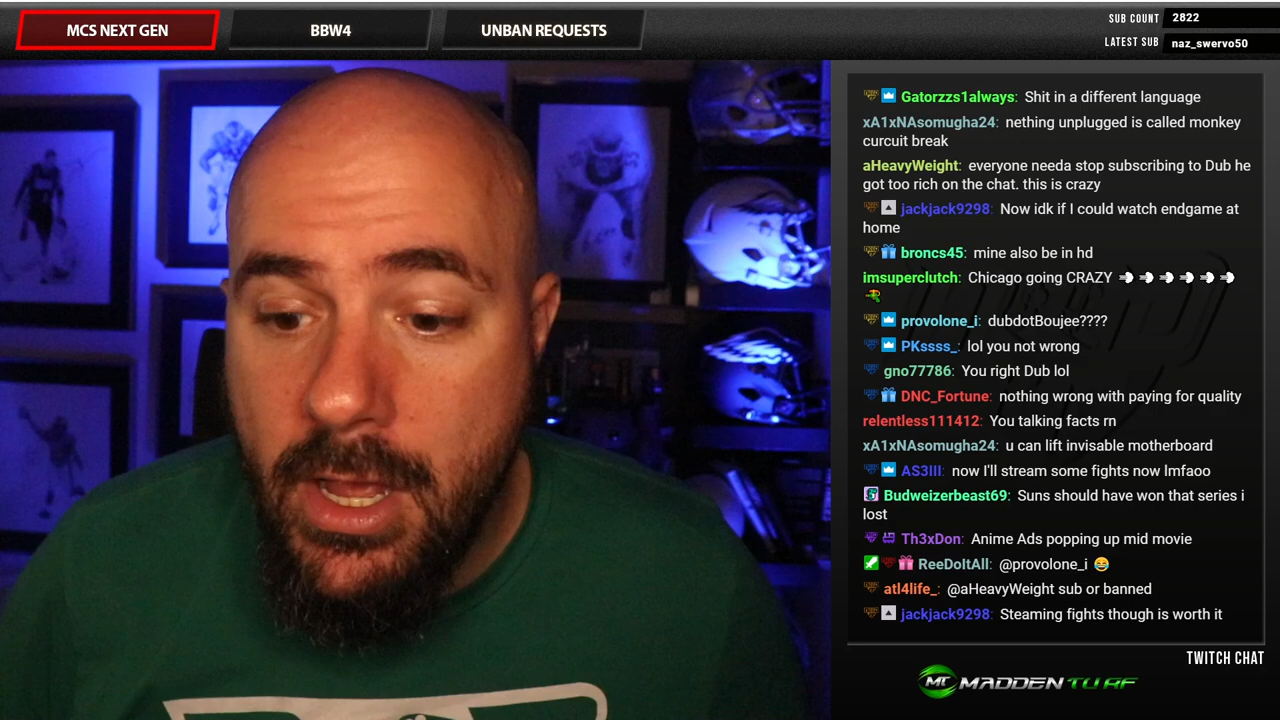 MCS NEXT GEN
BBW4
UNBAN REQUESTS
SUB COUNT 2822
LATEST SUB naz_swervo50
Gatorzzs1always: Shit in a different language
xA1xNAsomugha24: nething unplugged is called monkey
curcuit break
aHeavyWeight: everyone needa stop subscribing to Dub he
got too rich on the chat. this is crazy
jackjack9298: Now idk if I could watch endgame at
home
broncs45: mine also be in hd
imsuperclutch: Chicago going CRAZY
provolone_i: dubdotBoujee????
PKssss_: lol you not wrong
gno77786: You right Dub lol
DNC_Fortune: nothing wrong with paying for quality
relentless111412: You talking facts rn
xA1xNAsomugha24: u can lift invisable motherboard
AS3III: now I'll stream some fights now lmfaoo
Budweizerbeast69: Suns should have won that series i
lost
Th3xDon: Anime Ads popping up mid movie
ReeDoItAll: @provolone_i 😂
atl4life_: @aHeavyWeight sub or banned
jackjack9298: Steaming fights though is worth it
TWITCH CHAT
MT MADDEN TURF